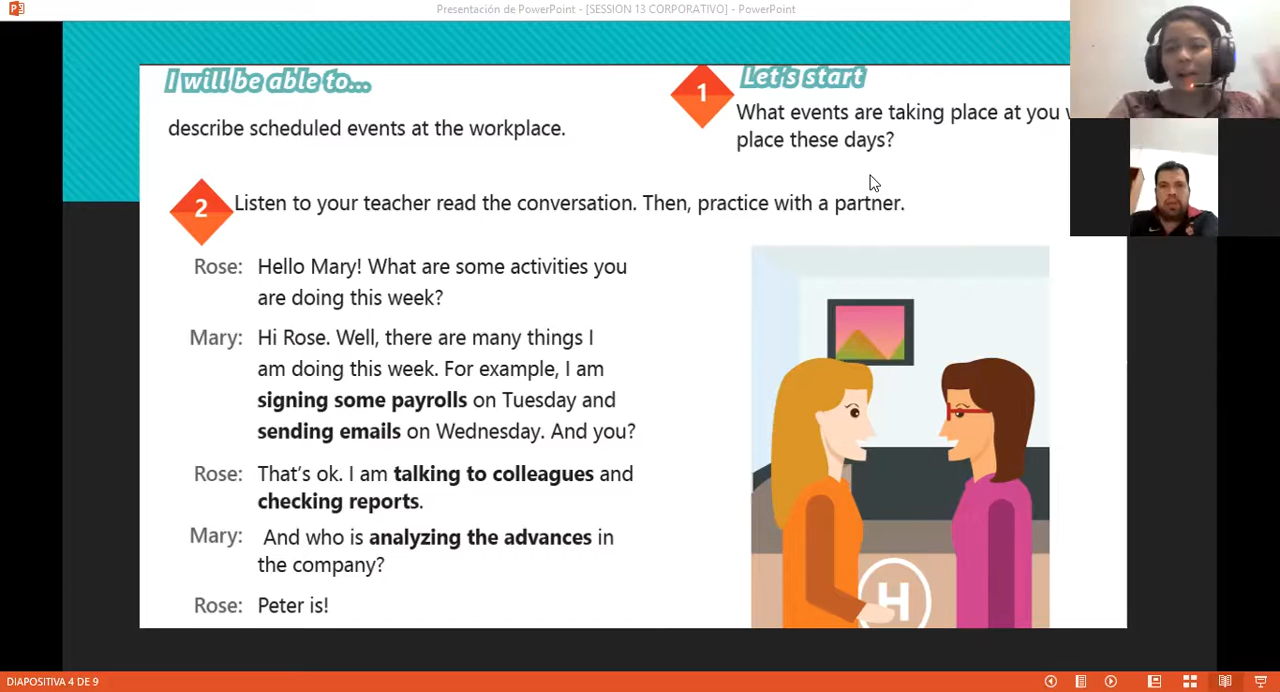 Presentación de PowerPoint - [SESSION 13 CORPORATIVO] - PowerPoint
I will be able to...
describe scheduled events at the workplace.
1
Let's start
What events are taking place at you
place these days?
2
Listen to your teacher read the conversation. Then, practice with a partner.
Rose: Hello Mary! What are some activities you
are doing this week?
Mary: Hi Rose. Well, there are many things I
am doing this week. For example, I am
signing some payrolls on Tuesday and
sending emails on Wednesday. And you?
Rose: That's ok. I am talking to colleagues and
checking reports.
Mary: And who is analyzing the advances in
the company?
Rose: Peter is!
H
DIAPOSITIVA 4 DE 9